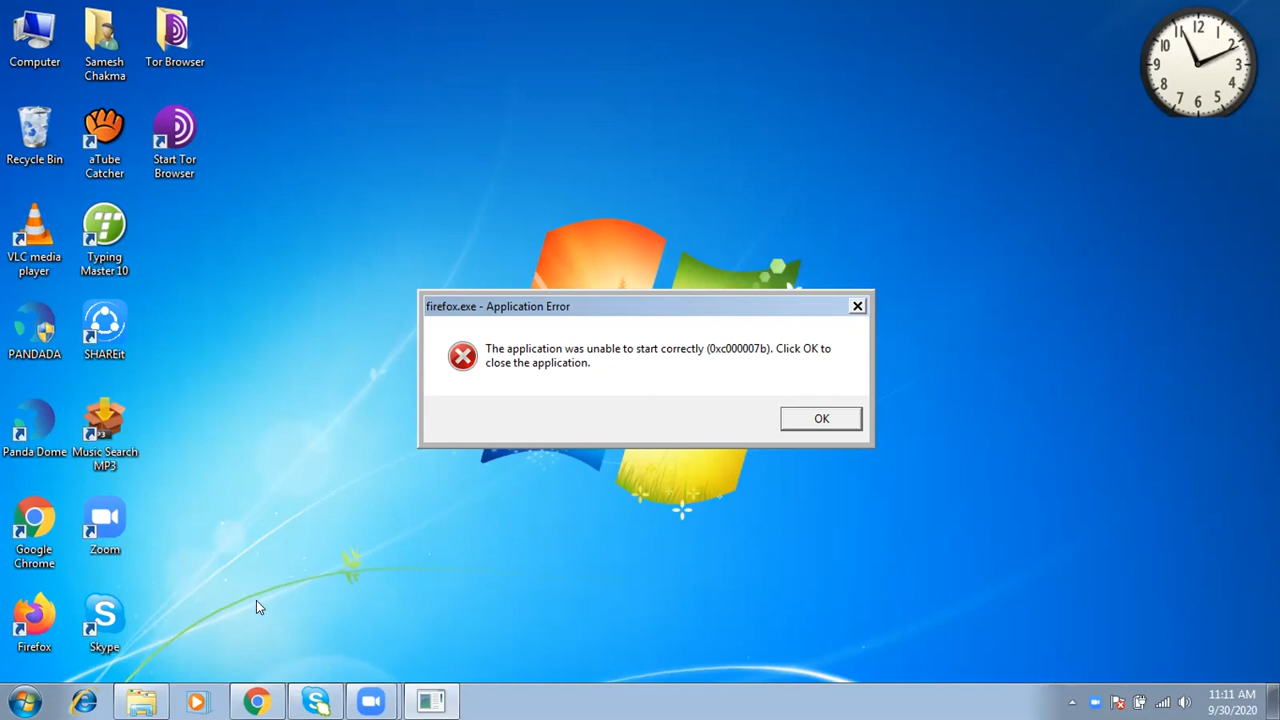 Computer
Samesh
Chakma
Tor Browser
Recycle Bin
aTube
Catcher
Start Tor
Browser
VLC media
player
Typing
Master 10
PANDADA
SHAREit
Panda Dome
Music Search
MP3
Google
Chrome
Zoom
Firefox
Skype
firefox.exe - Application Error
The application was unable to start correctly (0xc000007b). Click OK to
close the application.
OK
12
1
2
3
4
5
6
7
8
9
10
11
11:11 AM
9/30/2020